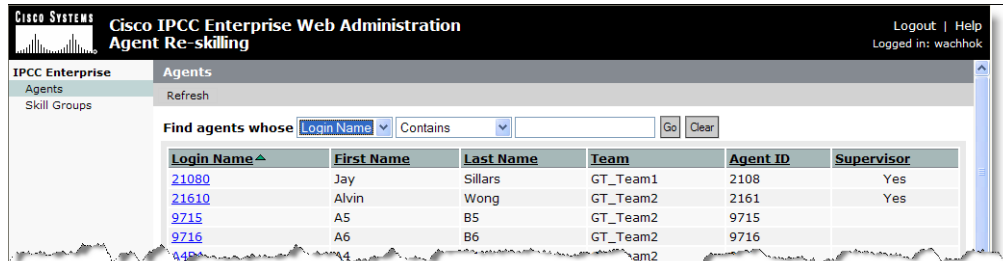 CISCO SYSTEMS
Cisco IPCC Enterprise Web Administration
Agent Re-skilling
Logout | Help
Logged in: wachhok
IPCC Enterprise
Agents
Skill Groups
Agents
Refresh
Find agents whose Login Name Contains Go Clear
Login Name First Name Last Name Team Agent ID Supervisor
21080 Jay Sillars GT_Team1 2108 Yes
21610 Alvin Wong GT_Team2 2161 Yes
9715 A5 B5 GT_Team2 9715
9716 A6 B6 GT_Team2 9716
A4